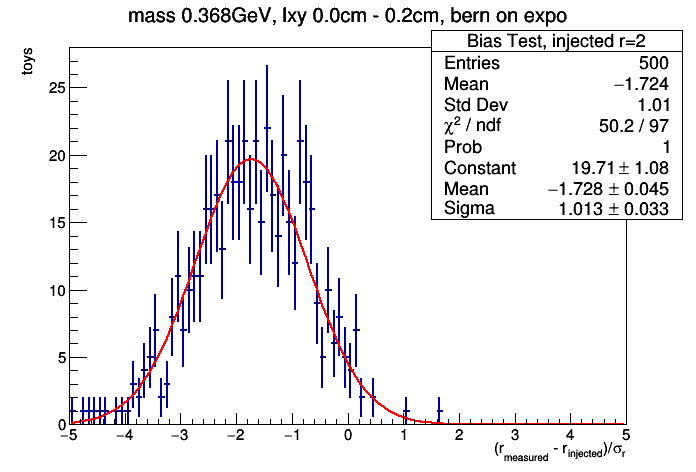 mass 0.368GeV, lxy 0.0cm - 0.2cm, bern on expo
Bias Test, injected r=2
Entries 500
Mean −1.724
Std Dev 1.01
χ² / ndf 50.2 / 97
Prob 1
Constant 19.71 ± 1.08
Mean −1.728 ± 0.045
Sigma 1.013 ± 0.033
toys
25
20
15
10
5
0
−5 −4 −3 −2 −1 0 1 2 3 4 5
(r_measured - r_injected)/σ_r